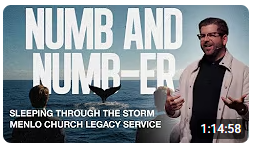 NUMB AND
NUMB-ER
SLEEPING THROUGH THE STORM
MENLO CHURCH LEGACY SERVICE
1:14:58